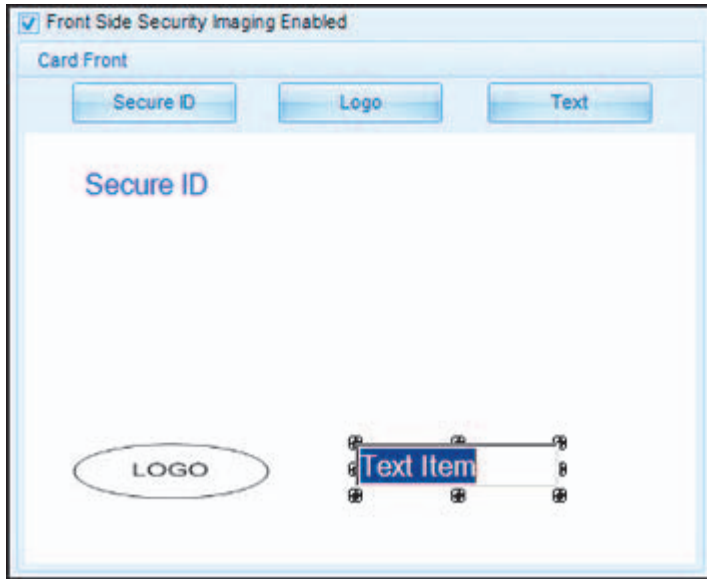 Front Side Security Imaging Enabled
Card Front
Secure ID Logo Text
Secure ID
LOGO Text Item